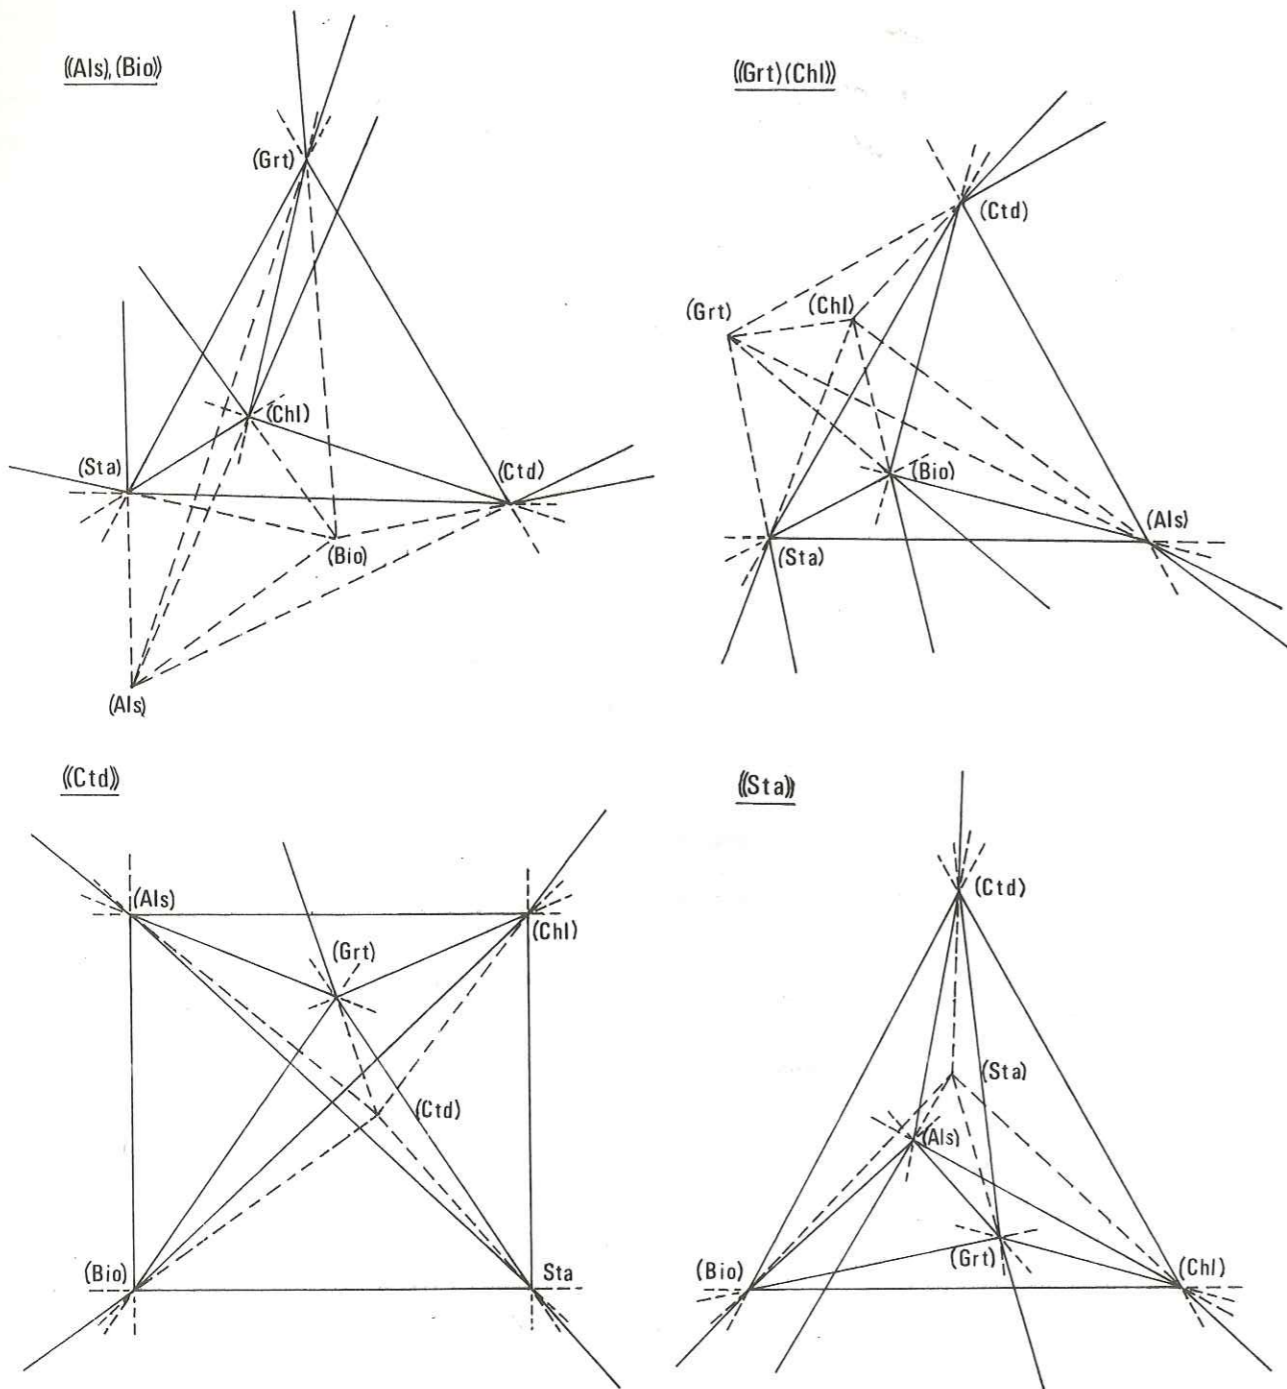 ((Als),(Bio))
(Grt)
(Chl)
(Sta)
(Ctd)
(Bio)
(Als)
((Grt)(Chl))
(Ctd)
(Grt)
(Chl)
(Bio)
(Sta)
(Als)
((Ctd))
(Als)
(Chl)
(Grt)
(Ctd)
(Bio)
Sta
((Sta))
(Ctd)
(Sta)
(Als)
(Grt)
(Bio)
(Chl)